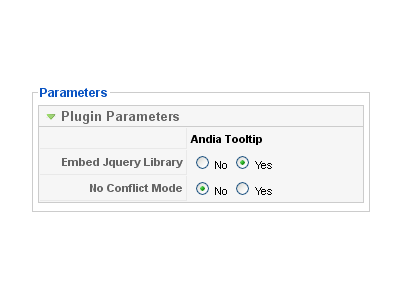 Parameters
Plugin Parameters
Andia Tooltip
Embed Jquery Library No Yes
No Conflict Mode No Yes